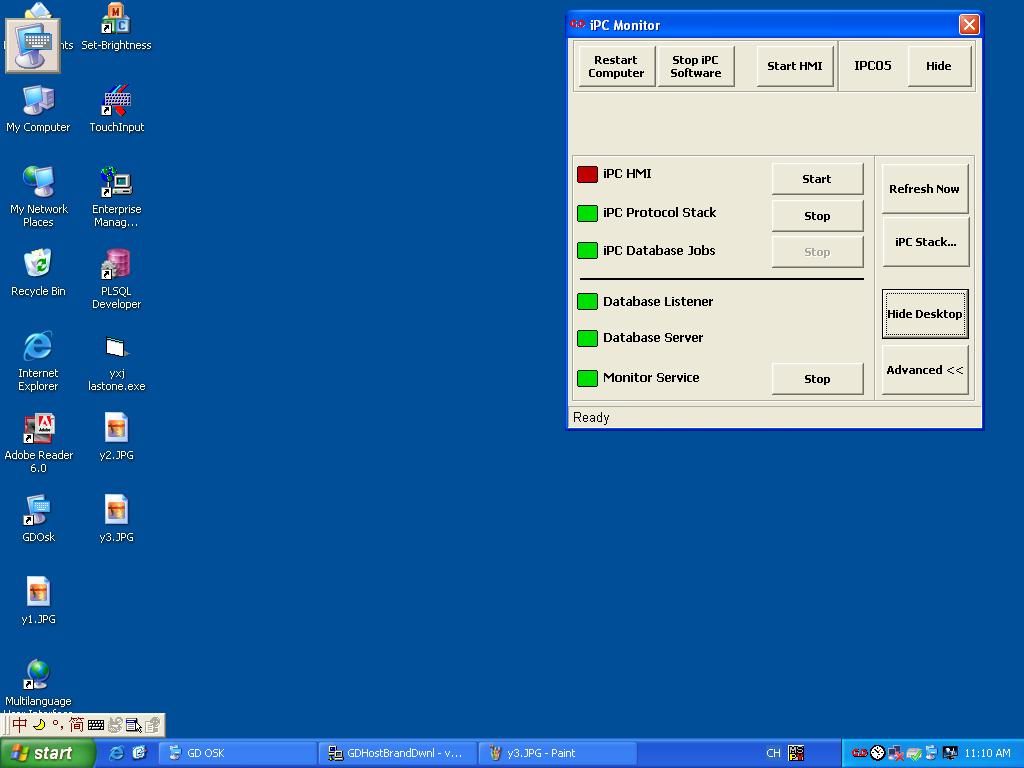 nts
Set-Brightness
My Computer
TouchInput
My Network
Places
Enterprise
Manag...
Recycle Bin
PLSQL
Developer
Internet
Explorer
yxj
lastone.exe
Adobe Reader
6.0
y2.JPG
GDOsk
y3.JPG
y1.JPG
Multilanguage
User Interface
iPC Monitor
Restart
Computer
Stop iPC
Software
Start HMI
IPC05
Hide
iPC HMI
Start
iPC Protocol Stack
Stop
iPC Database Jobs
Stop
Database Listener
Database Server
Monitor Service
Stop
Refresh Now
iPC Stack...
Hide Desktop
Advanced <<
Ready
中 °, 简
start
GD OSK
GDHostBrandDwnl - v...
y3.JPG - Paint
CH
11:10 AM